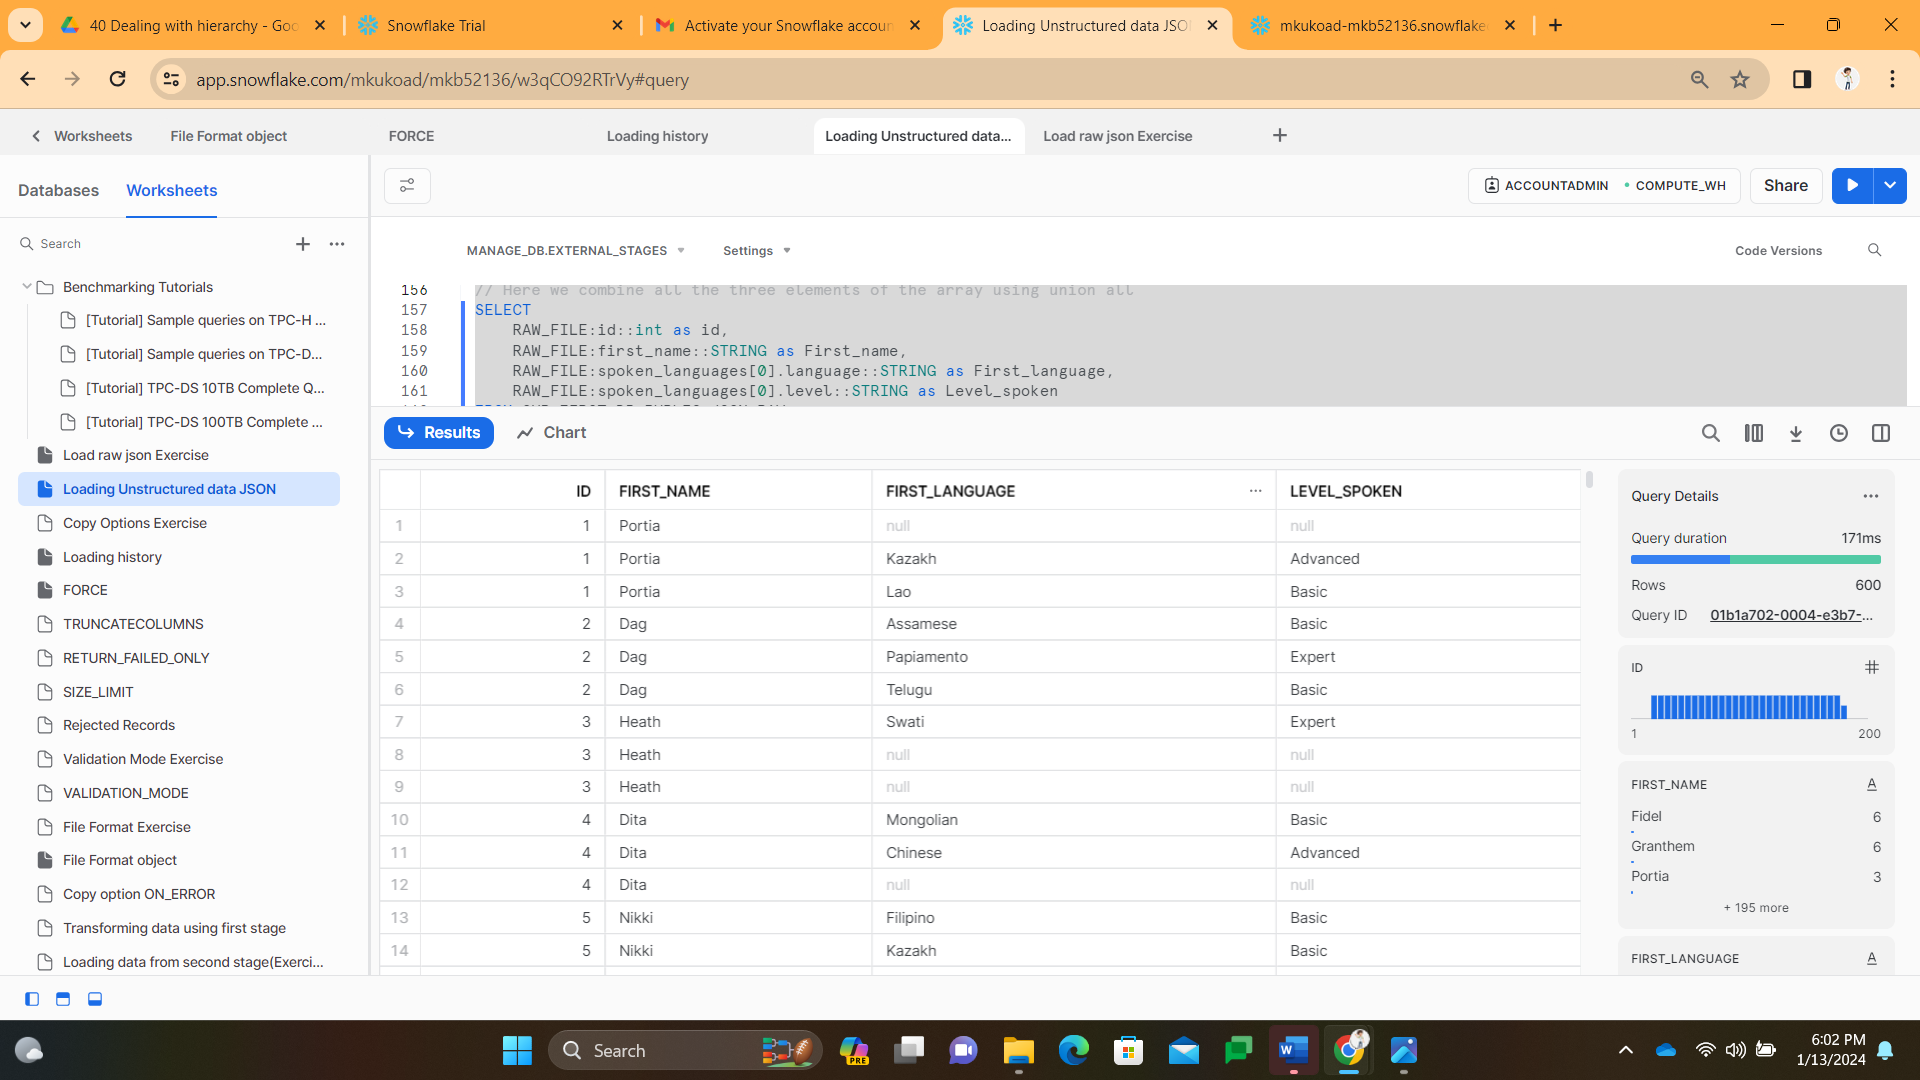 40 Dealing with hierarchy - Goo
Snowflake Trial
Activate your Snowflake accoun
Loading Unstructured data JSO
mkukoad-mkb52136.snowflake
app.snowflake.com/mkukoad/mkb52136/w3qCO92RTrVy#query
Worksheets
File Format object
FORCE
Loading history
Loading Unstructured data...
Load raw json Exercise
Databases
Worksheets
ACCOUNTADMIN
COMPUTE_WH
Share
Search
MANAGE_DB.EXTERNAL_STAGES
Settings
Code Versions
Benchmarking Tutorials
[Tutorial] Sample queries on TPC-H ...
[Tutorial] Sample queries on TPC-D...
[Tutorial] TPC-DS 10TB Complete Q...
[Tutorial] TPC-DS 100TB Complete ...
Load raw json Exercise
Loading Unstructured data JSON
Copy Options Exercise
Loading history
FORCE
TRUNCATECOLUMNS
RETURN_FAILED_ONLY
SIZE_LIMIT
Rejected Records
Validation Mode Exercise
VALIDATION_MODE
File Format Exercise
File Format object
Copy option ON_ERROR
Transforming data using first stage
Loading data from second stage(Exerci...
156 // Here we combine all the three elements of the array using union all
157 SELECT
158 RAW_FILE:id::int as id,
159 RAW_FILE:first_name::STRING as First_name,
160 RAW_FILE:spoken_languages[0].language::STRING as First_language,
161 RAW_FILE:spoken_languages[0].level::STRING as Level_spoken
Results
Chart
ID FIRST_NAME FIRST_LANGUAGE ... LEVEL_SPOKEN
1 1 Portia null null
2 1 Portia Kazakh Advanced
3 1 Portia Lao Basic
4 2 Dag Assamese Basic
5 2 Dag Papiamento Expert
6 2 Dag Telugu Basic
7 3 Heath Swati Expert
8 3 Heath null null
9 3 Heath null null
10 4 Dita Mongolian Basic
11 4 Dita Chinese Advanced
12 4 Dita null null
13 5 Nikki Filipino Basic
14 5 Nikki Kazakh Basic
Query Details ...
Query duration 171ms
Rows 600
Query ID 01b1a702-0004-e3b7-...
ID #
1 200
FIRST_NAME A
Fidel 6
Granthem 6
Portia 3
+ 195 more
FIRST_LANGUAGE A
Search
PRE
6:02 PM
1/13/2024